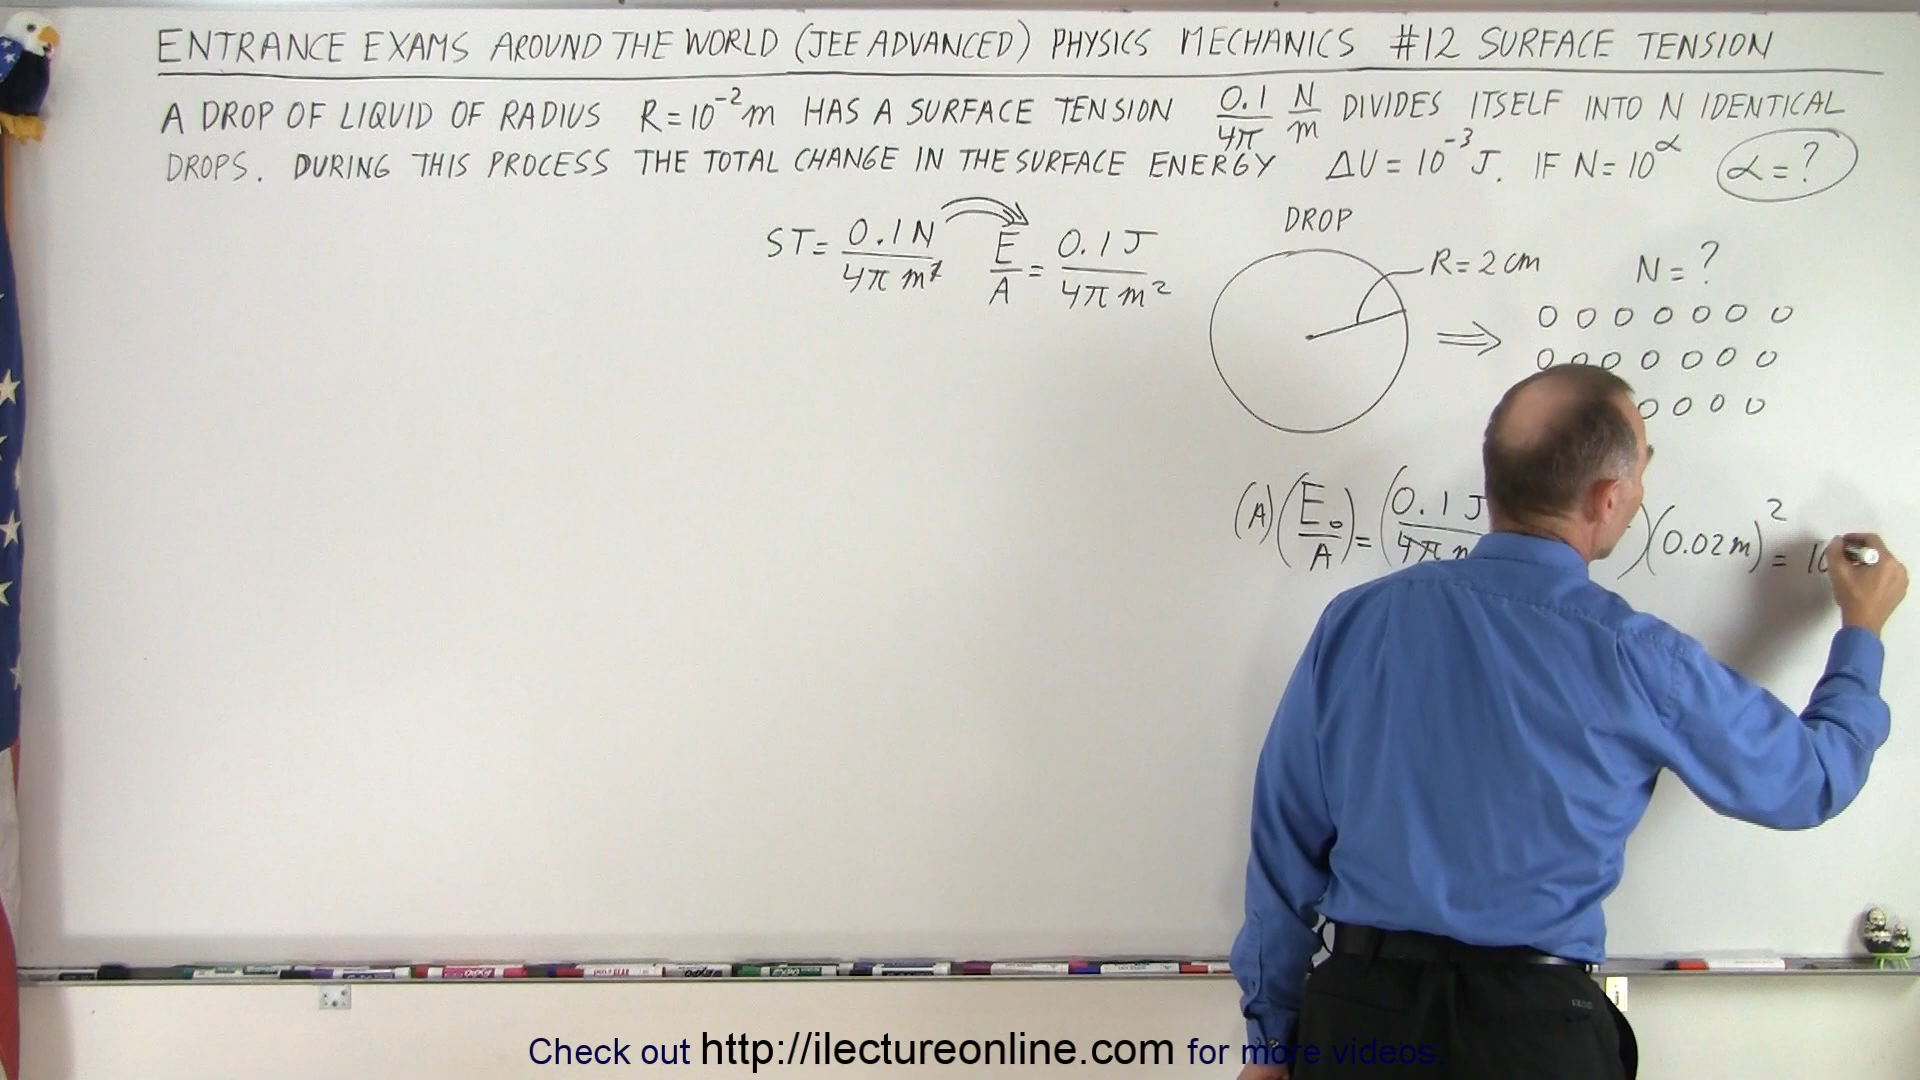 ENTRANCE EXAMS AROUND THE WORLD (JEE ADVANCED) PHYSICS MECHANICS #12 SURFACE TENSION
A DROP OF LIQUID OF RADIUS R = 10⁻² m HAS A SURFACE TENSION 0.1/4π N/m DIVIDES ITSELF INTO N IDENTICAL
DROPS. DURING THIS PROCESS THE TOTAL CHANGE IN THE SURFACE ENERGY ΔU = 10⁻³ J. IF N = 10^α α = ?
DROP
ST = 0.1 N/4π m E/A = 0.1 J/4π m²
R = 2 cm N = ?
(A)(E₀/A) = (0.1 J/4π )(0.02 m)² =
Check out http://ilectureonline.com for more videos.